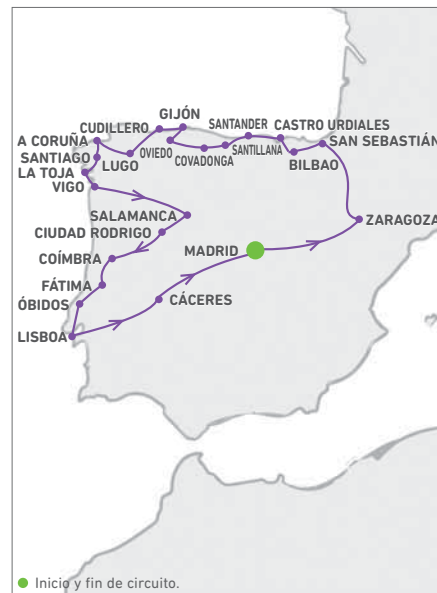 GIJÓN
CUDILLERO
SANTANDER
CASTRO URDIALES
A CORUÑA
OVIEDO
SANTILLANA
SAN SEBASTIÁN
SANTIAGO
LUGO
COVADONGA
BILBAO
LA TOJA
VIGO
SALAMANCA
ZARAGOZA
CIUDAD RODRIGO
MADRID
COÍMBRA
FÁTIMA
CÁCERES
ÓBIDOS
LISBOA
Inicio y fin de circuito.